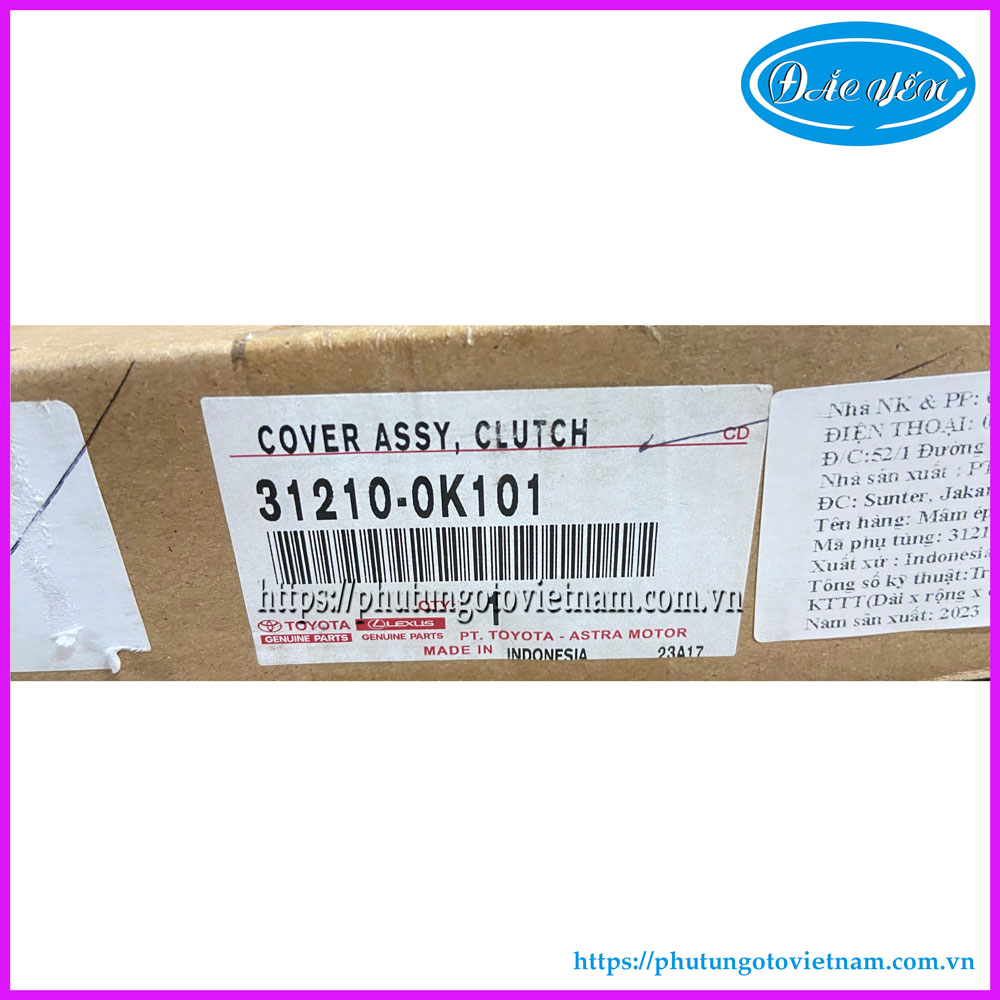 ĐẮC YẾN
COVER ASSY, CLUTCH
CD
31210-0K101
https://phutungotovietnam.com.vn
QTY. 1
TOYOTA
GENUINE PARTS
LEXUS
GENUINE PARTS
PT. TOYOTA - ASTRA MOTOR
MADE IN INDONESIA 23A17
Nhà NK & PP:
ĐIỆN THOẠI:
Đ/C:52/1 Đường
Nhà sản xuất : PT
ĐC: Sunter, Jakar
Tên hàng: Mâm ép
Mã phụ tùng: 3121
Xuất xứ : Indonesia
Tổng số kỹ thuật:Tr
KTTT(Dài x rộng x
Năm sản xuất: 2023
https://phutungotovietnam.com.vn